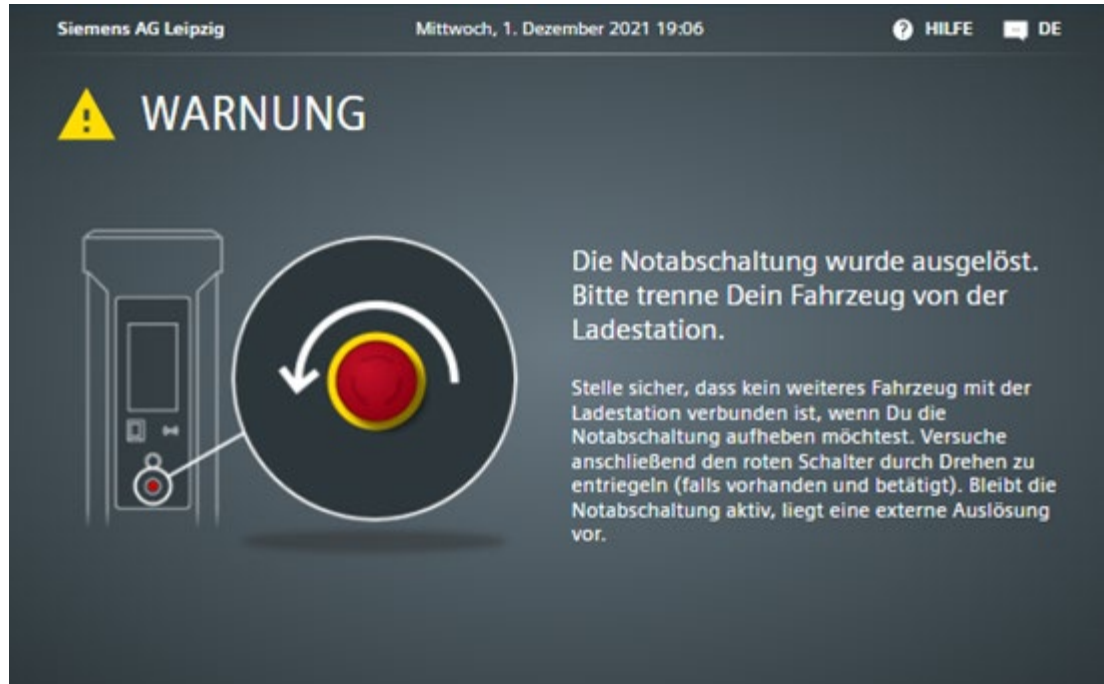 Siemens AG Leipzig
Mittwoch, 1. Dezember 2021 19:06
HILFE
DE
WARNUNG
Die Notabschaltung wurde ausgelöst.
Bitte trenne Dein Fahrzeug von der
Ladestation.
Stelle sicher, dass kein weiteres Fahrzeug mit der
Ladestation verbunden ist, wenn Du die
Notabschaltung aufheben möchtest. Versuche
anschließend den roten Schalter durch Drehen zu
entriegeln (falls vorhanden und betätigt). Bleibt die
Notabschaltung aktiv, liegt eine externe Auslösung
vor.